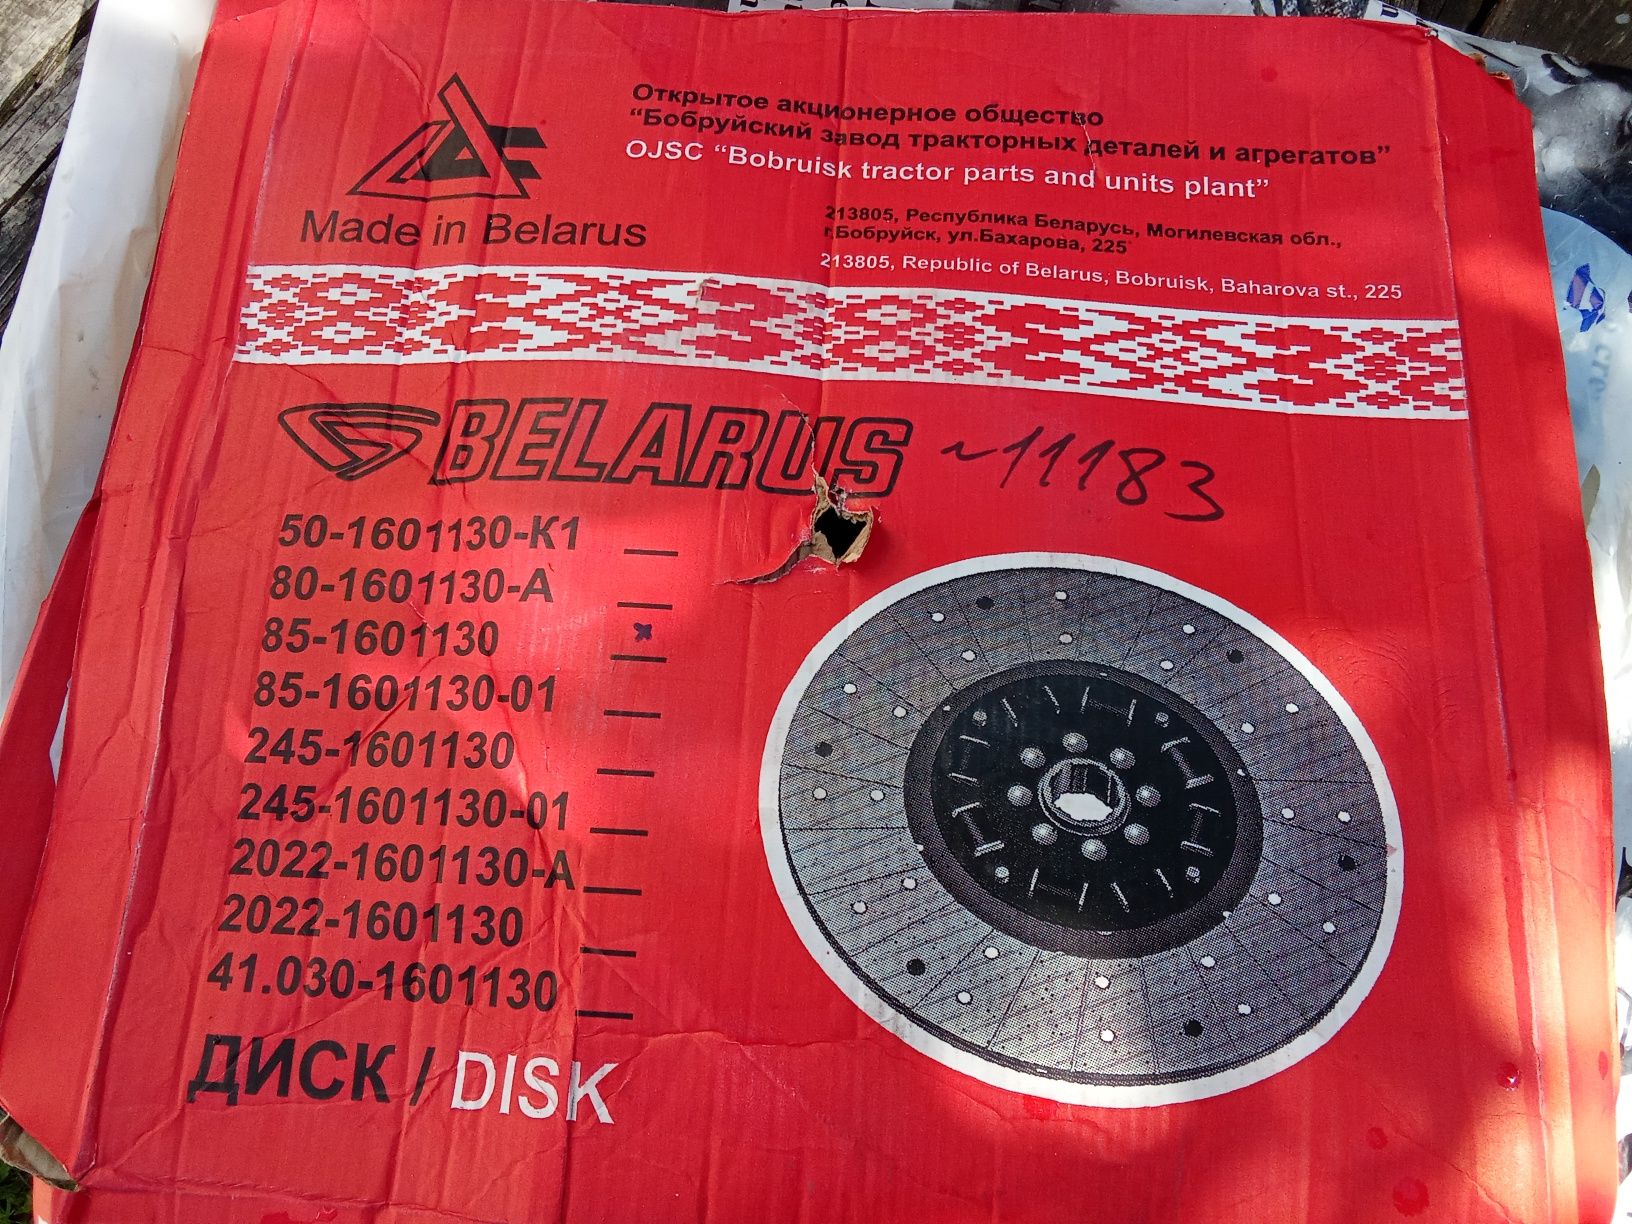 Открытое акционерное общество
“Бобруйский завод тракторных деталей и агрегатов”
OJSC “Bobruisk tractor parts and units plant”
Made in Belarus
213805, Республика Беларусь, Могилевская обл.,
г.Бобруйск, ул.Бахарова, 225
213805, Republic of Belarus, Bobruisk, Baharova st., 225
BELARUS ~11183
50-1601130-К1
80-1601130-А
85-1601130 x
85-1601130-01
245-1601130
245-1601130-01
2022-1601130-А
2022-1601130
41.030-1601130
ДИСК / DISK